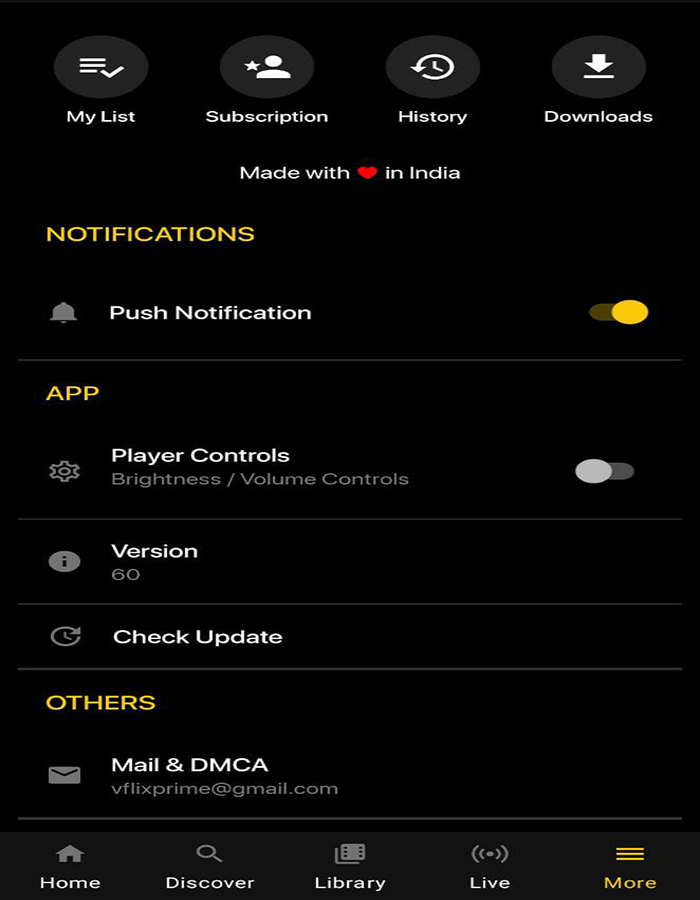 My List
Subscription
History
Downloads
Made with ❤ in India
NOTIFICATIONS
Push Notification
APP
Player Controls
Brightness / Volume Controls
Version
60
Check Update
OTHERS
Mail & DMCA
vflixprime@gmail.com
Home
Discover
Library
Live
More